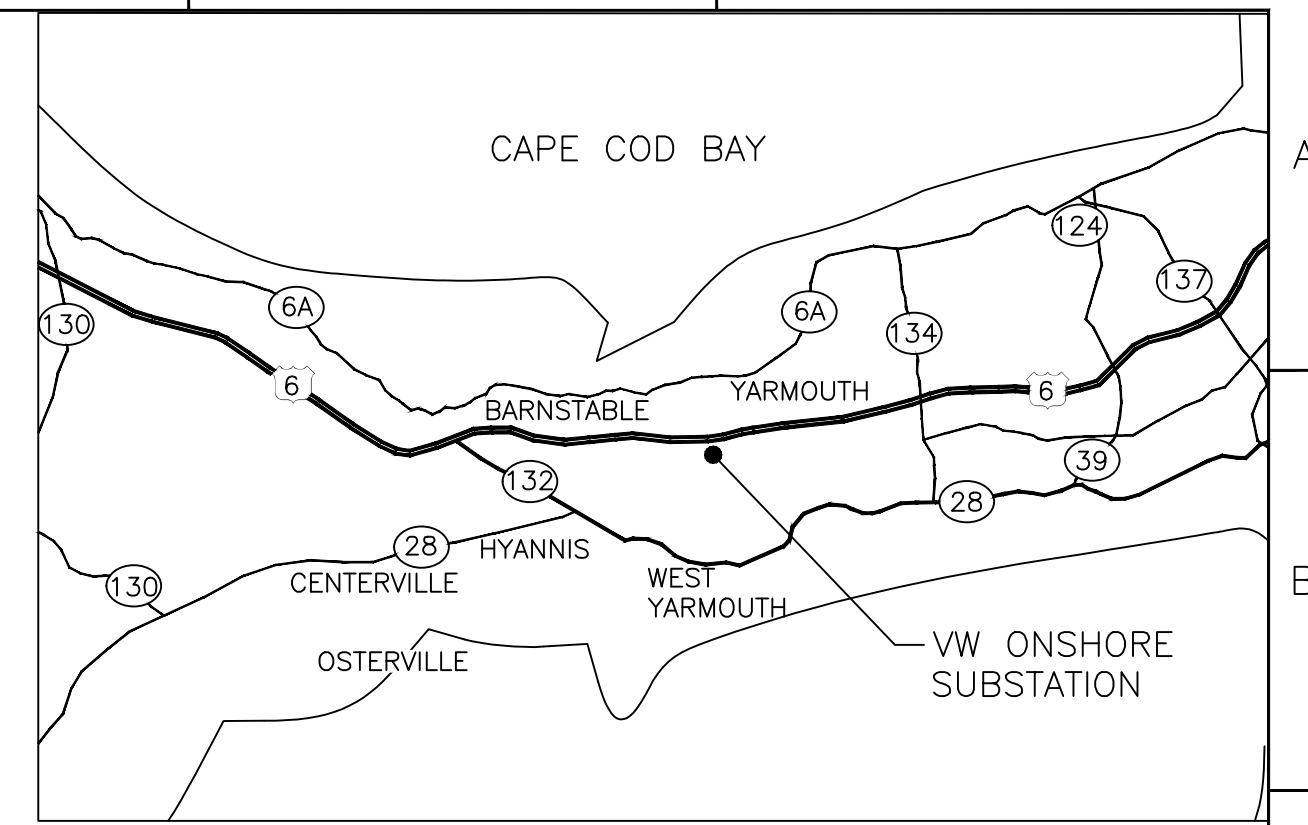 CAPE COD BAY
A
124
137
6A
6A
130
134
6
6
YARMOUTH
BARNSTABLE
39
132
28
28
HYANNIS
130
CENTERVILLE
B
WEST
YARMOUTH
OSTERVILLE
VW ONSHORE
SUBSTATION